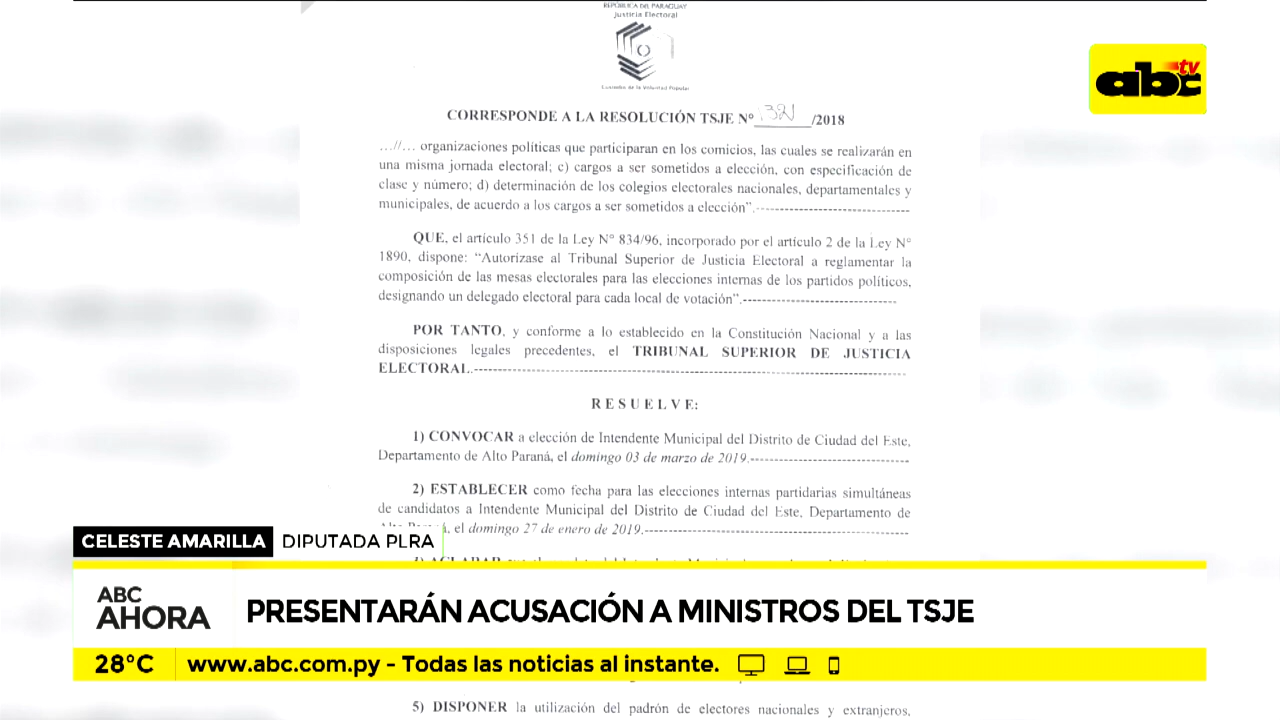 REPÚBLICA DEL PARAGUAY
Justicia Electoral
Custodio de la Voluntad Popular
abc tv
CORRESPONDE A LA RESOLUCIÓN TSJE Nº 1321/2018
…//… organizaciones políticas que participaran en los comicios, las cuales se realizarán en
una misma jornada electoral; c) cargos a ser sometidos a elección, con especificación de
clase y número; d) determinación de los colegios electorales nacionales, departamentales y
municipales, de acuerdo a los cargos a ser sometidos a elección”.
QUE, el artículo 351 de la Ley Nº 834/96, incorporado por el artículo 2 de la Ley Nº
1890, dispone: “Autorízase al Tribunal Superior de Justicia Electoral a reglamentar la
composición de las mesas electorales para las elecciones internas de los partidos políticos,
designando un delegado electoral para cada local de votación”.
POR TANTO, y conforme a lo establecido en la Constitución Nacional y a las
disposiciones legales precedentes, el TRIBUNAL SUPERIOR DE JUSTICIA
ELECTORAL.
R E S U E L V E:
1) CONVOCAR a elección de Intendente Municipal del Distrito de Ciudad del Este,
Departamento de Alto Paraná, el domingo 03 de marzo de 2019.
2) ESTABLECER como fecha para las elecciones internas partidarias simultáneas
de candidatos a Intendente Municipal del Distrito de Ciudad del Este, Departamento de
el domingo 27 de enero de 2019.
CELESTE AMARILLA DIPUTADA PLRA
ABC
AHORA
PRESENTARÁN ACUSACIÓN A MINISTROS DEL TSJE
28°C www.abc.com.py - Todas las noticias al instante.
5) DISPONER la utilización del padrón de electores nacionales y extranjeros,